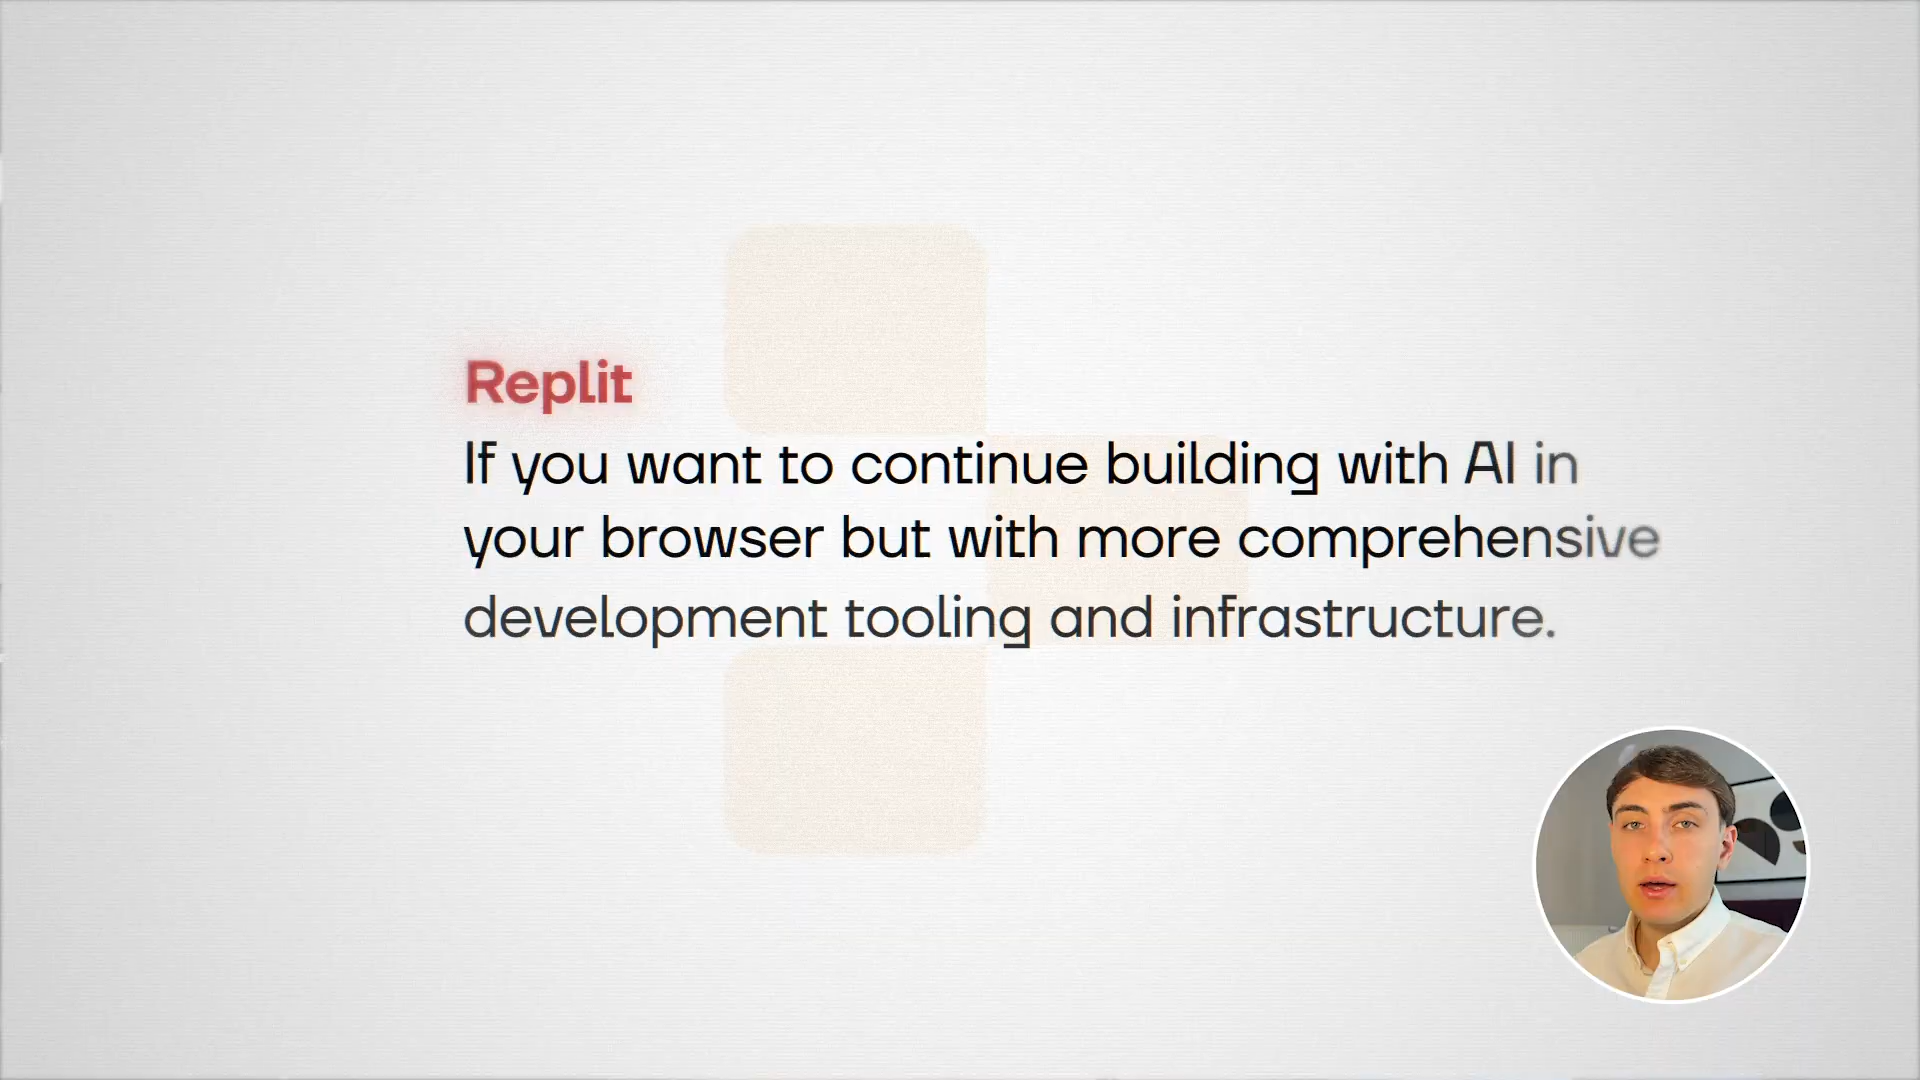 Replit
If you want to continue building with AI in
your browser but with more comprehensive
development tooling and infrastructure.